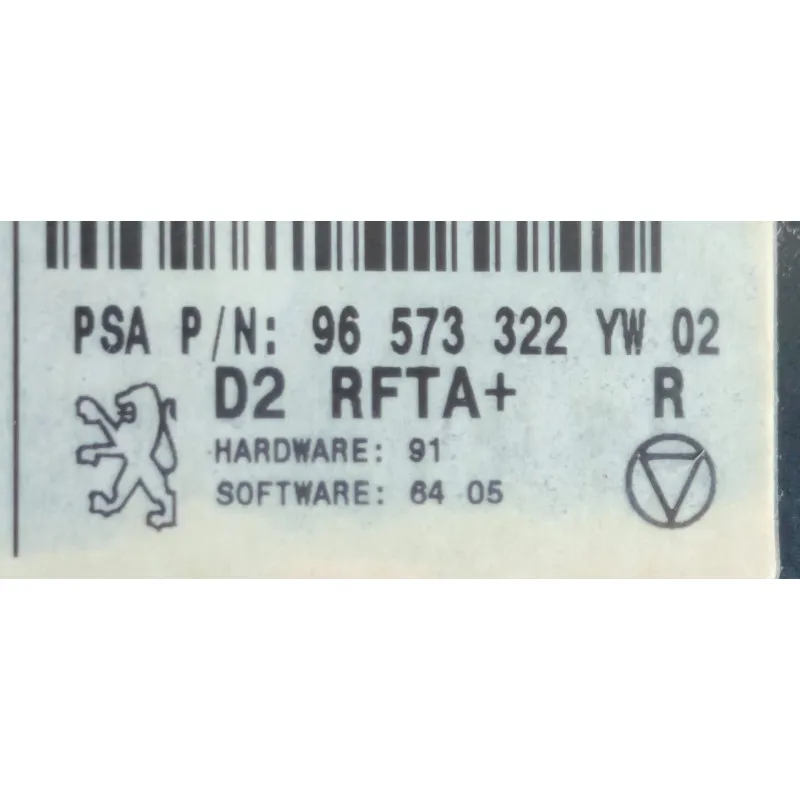 PSA P/N: 96 573 322 YW 02
D2 RFTA+ R
HARDWARE: 91
SOFTWARE: 64 05